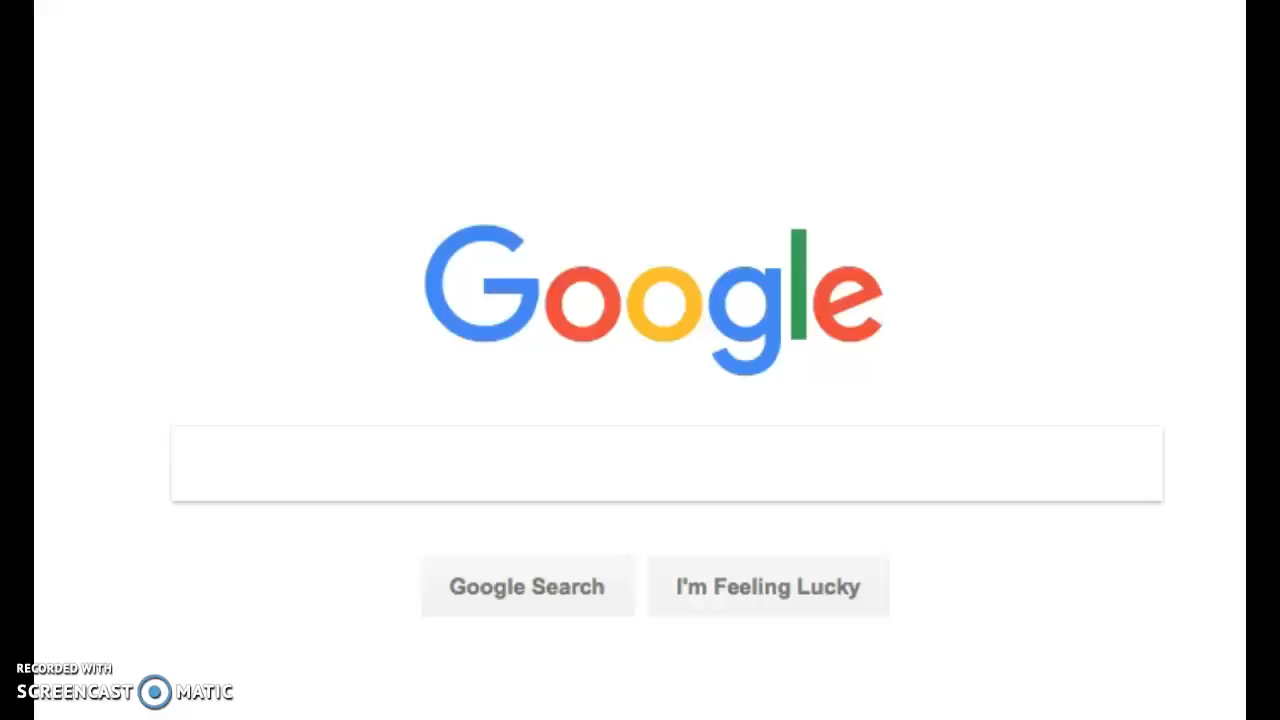 Google
Google Search
I'm Feeling Lucky
RECORDED WITH
SCREENCAST MATIC